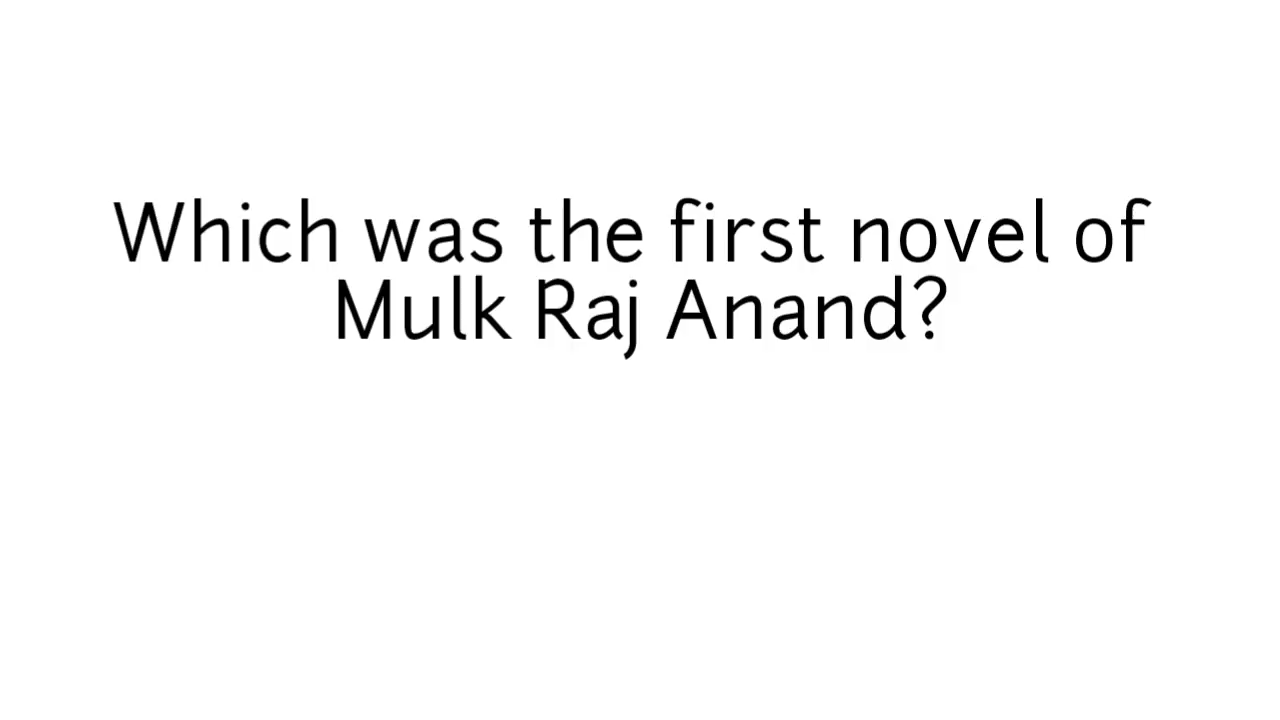 Which was the first novel of
Mulk Raj Anand?